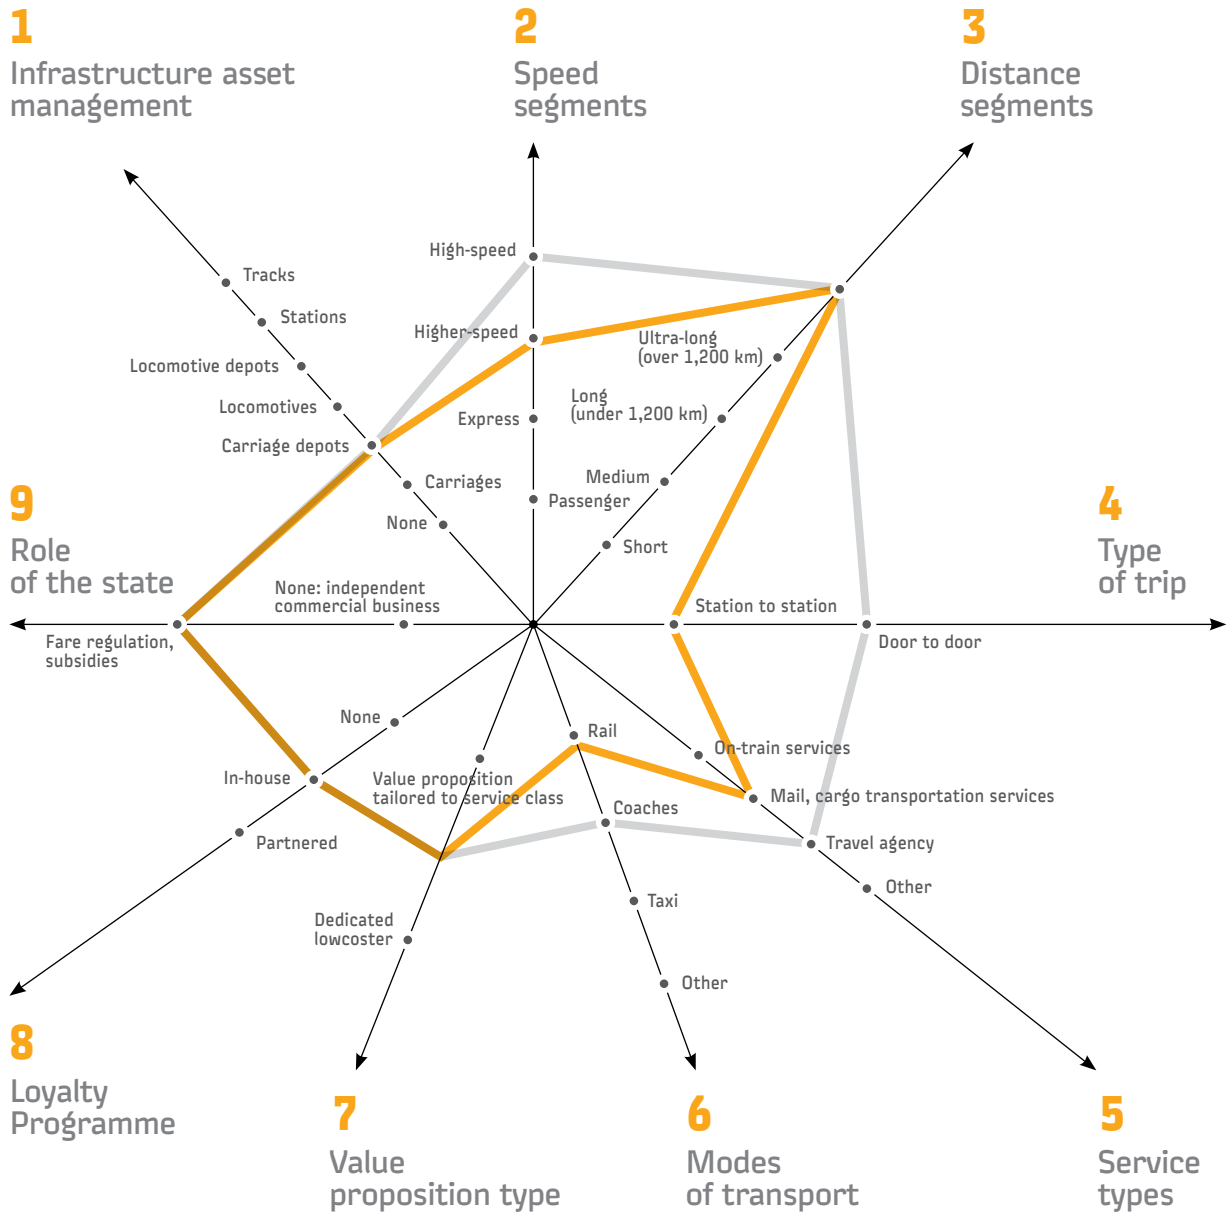 1
Infrastructure asset
management
2
Speed
segments
3
Distance
segments
High-speed
Tracks
Stations
Higher-speed
Ultra-long
(over 1,200 km)
Locomotive depots
Long
(under 1,200 km)
Locomotives
Express
Carriage depots
Carriages
Medium
Passenger
None
Short
9
Role
of the state
4
Type
of trip
None: independent
commercial business
Station to station
Fare regulation,
subsidies
Door to door
None
Rail
On-train services
In-house
Value proposition
tailored to service class
Mail, cargo transportation services
Coaches
Partnered
Travel agency
Other
Taxi
Dedicated
lowcoster
Other
8
Loyalty
Programme
7
Value
proposition type
6
Modes
of transport
5
Service
types